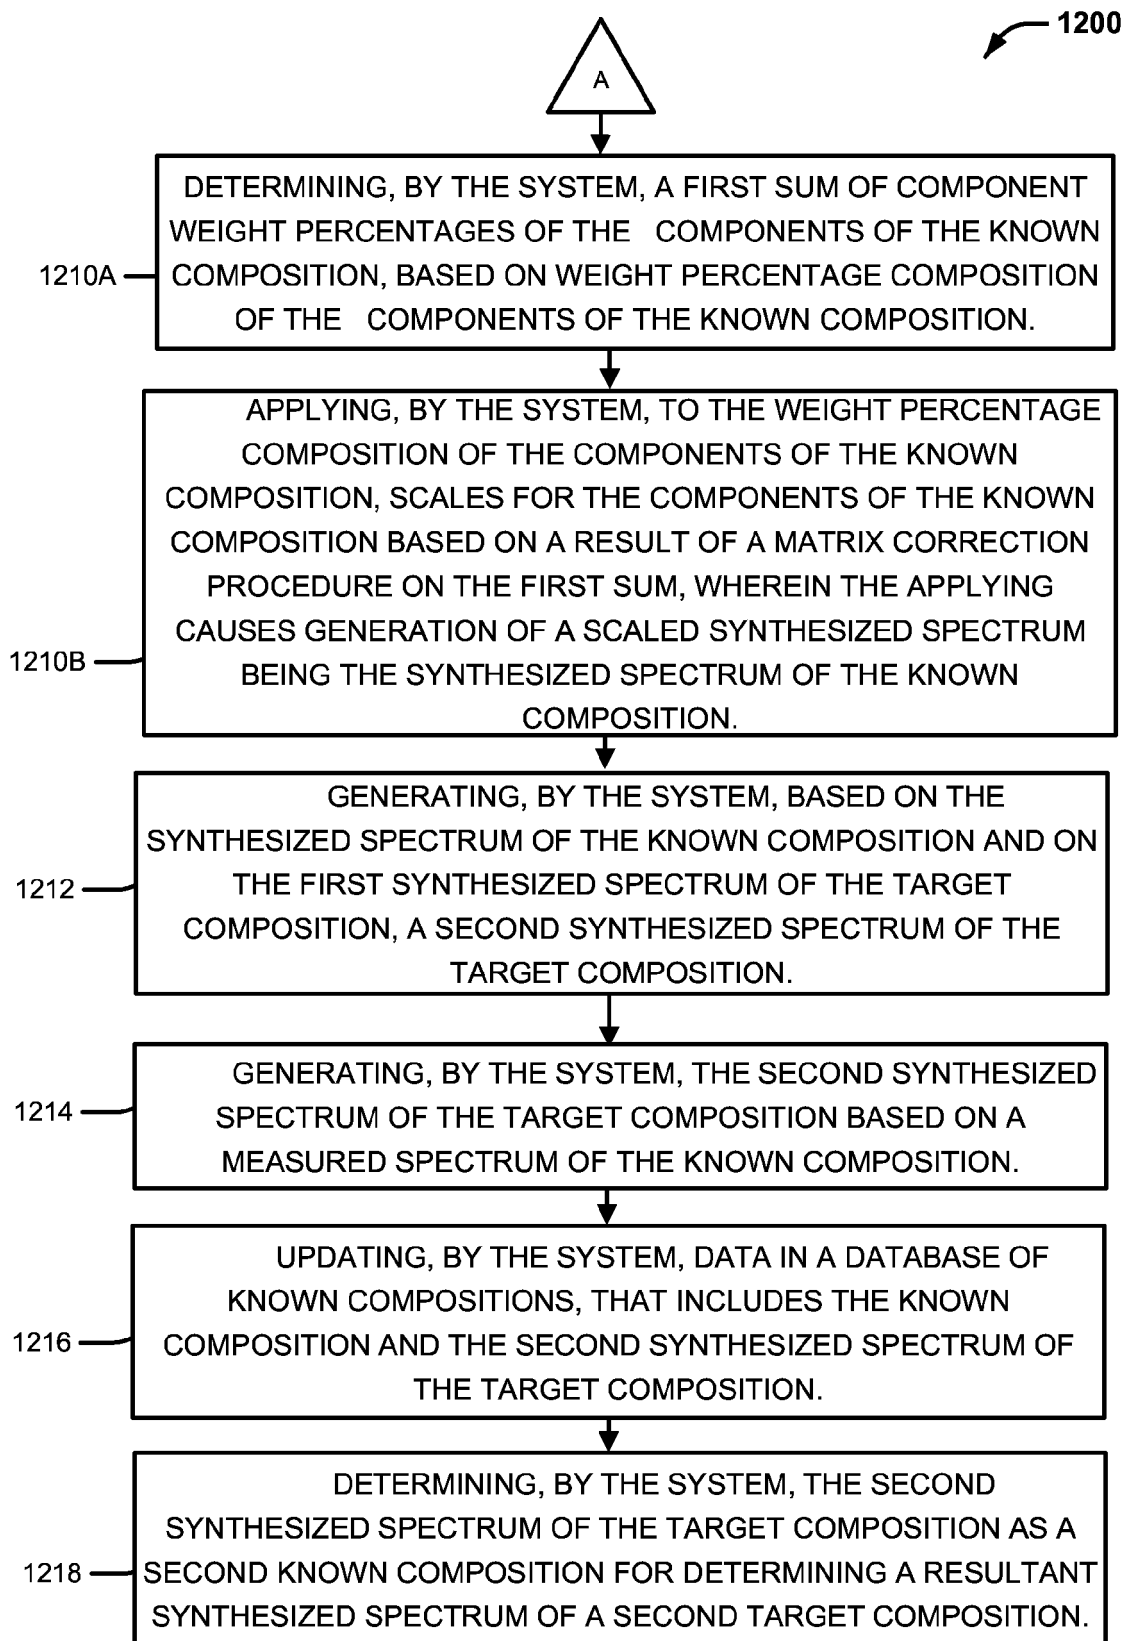 1200
A
DETERMINING, BY THE SYSTEM, A FIRST SUM OF COMPONENT
WEIGHT PERCENTAGES OF THE COMPONENTS OF THE KNOWN
COMPOSITION, BASED ON WEIGHT PERCENTAGE COMPOSITION
OF THE COMPONENTS OF THE KNOWN COMPOSITION.
1210A
APPLYING, BY THE SYSTEM, TO THE WEIGHT PERCENTAGE
COMPOSITION OF THE COMPONENTS OF THE KNOWN
COMPOSITION, SCALES FOR THE COMPONENTS OF THE KNOWN
COMPOSITION BASED ON A RESULT OF A MATRIX CORRECTION
PROCEDURE ON THE FIRST SUM, WHEREIN THE APPLYING
CAUSES GENERATION OF A SCALED SYNTHESIZED SPECTRUM
BEING THE SYNTHESIZED SPECTRUM OF THE KNOWN
COMPOSITION.
1210B
GENERATING, BY THE SYSTEM, BASED ON THE
SYNTHESIZED SPECTRUM OF THE KNOWN COMPOSITION AND ON
THE FIRST SYNTHESIZED SPECTRUM OF THE TARGET
COMPOSITION, A SECOND SYNTHESIZED SPECTRUM OF THE
TARGET COMPOSITION.
1212
GENERATING, BY THE SYSTEM, THE SECOND SYNTHESIZED
SPECTRUM OF THE TARGET COMPOSITION BASED ON A
MEASURED SPECTRUM OF THE KNOWN COMPOSITION.
1214
UPDATING, BY THE SYSTEM, DATA IN A DATABASE OF
KNOWN COMPOSITIONS, THAT INCLUDES THE KNOWN
COMPOSITION AND THE SECOND SYNTHESIZED SPECTRUM OF
THE TARGET COMPOSITION.
1216
DETERMINING, BY THE SYSTEM, THE SECOND
SYNTHESIZED SPECTRUM OF THE TARGET COMPOSITION AS A
SECOND KNOWN COMPOSITION FOR DETERMINING A RESULTANT
SYNTHESIZED SPECTRUM OF A SECOND TARGET COMPOSITION.
1218